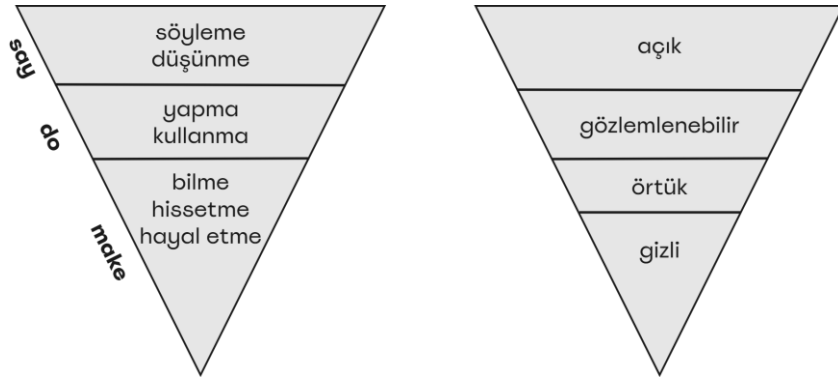 say
söyleme
düşünme
do
yapma
kullanma
make
bilme
hissetme
hayal etme
açık
gözlemlenebilir
örtük
gizli